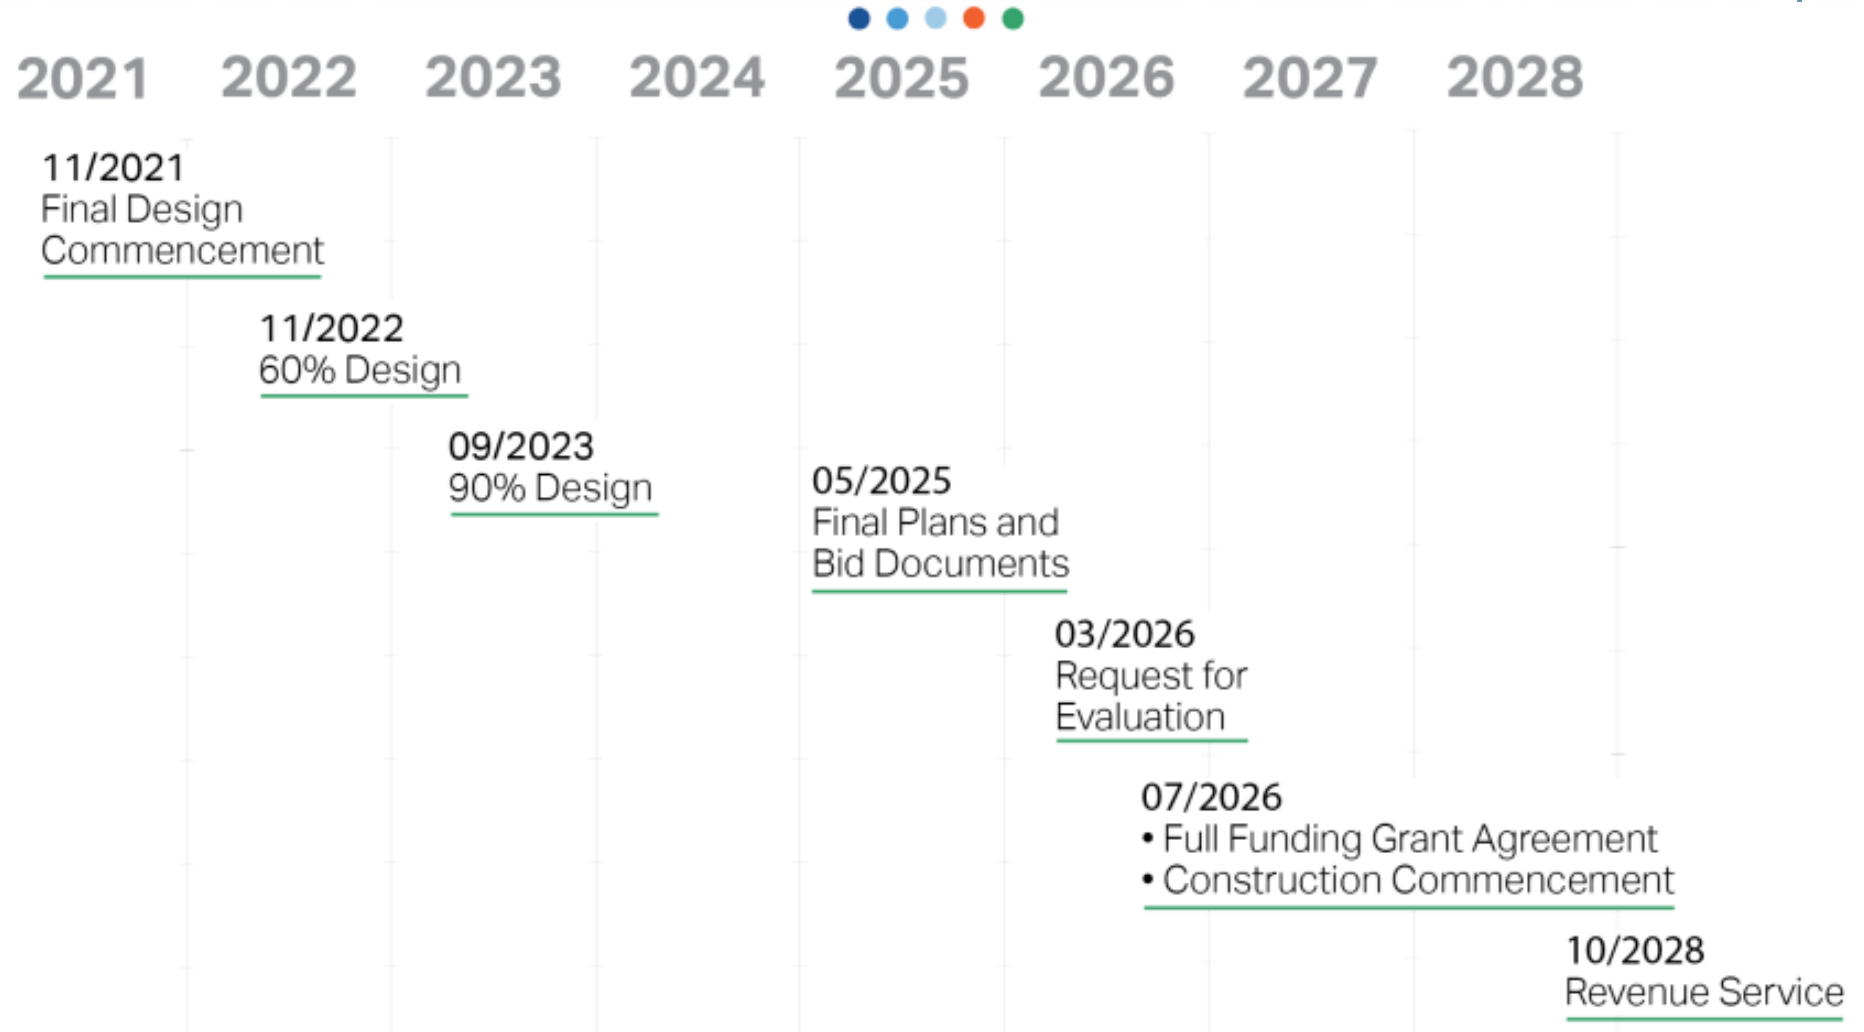 2021 2022 2023 2024 2025 2026 2027 2028
11/2021
Final Design
Commencement
11/2022
60% Design
09/2023
90% Design
05/2025
Final Plans and
Bid Documents
03/2026
Request for
Evaluation
07/2026
• Full Funding Grant Agreement
• Construction Commencement
10/2028
Revenue Service